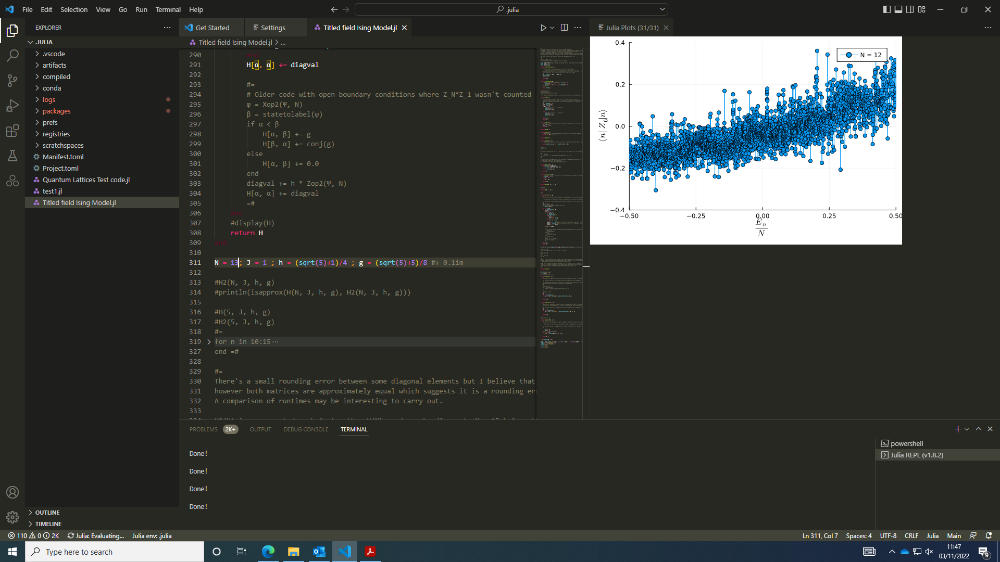 File Edit Selection View Go Run Terminal Help
.julia
EXPLORER
JULIA
.vscode
artifacts
compiled
conda
logs
packages
prefs
registries
scratchspaces
Manifest.toml
Project.toml
Quantum Lattices Test code.jl
test1.jl
Titled field Ising Model.jl
OUTLINE
TIMELINE
Get Started
Settings
Titled field Ising Model.jl
Titled field Ising Model.jl > ...
290 end
291 H[α, α] += diagval
292
293 #=
294 # Older code with open boundary conditions where Z_N*Z_1 wasn't counted
295 φ = Xop2(Ψ, N)
296 β = statetolabel(φ)
297 if α < β
298 H[α, β] += g
299 H[β, α] += conj(g)
300 else
301 H[α, β] += 0.0
302 end
303 diagval += h * Zop2(Ψ, N)
304 H[α, α] += diagval
305 =#
306 end
307 #display(H)
308 return H
309 end
310
311 N = 13; J = 1 ; h = (sqrt(5)+1)/4 ; g = (sqrt(5)+5)/8 #+ 0.1im
312
313 #H2(N, J, h, g)
314 #println(isapprox(H(N, J, h, g), H2(N, J, h, g)))
315
316 #H(5, J, h, g)
317 #H2(5, J, h, g)
318 #=
319 for n in 10:15 ...
327 end =#
328
329 #=
330 There's a small rounding error between some diagonal elements but I believe that
331 however both matrices are approximately equal which suggests it is a rounding er
332 A comparison of runtimes may be interesting to carry out.
333
Julia Plots (31/31)
N = 12
0.4
0.2
0.0
−0.2
−0.4
⟨n| Z₆|n⟩
−0.50 −0.25 0.00 0.25 0.50
Eₙ
N
PROBLEMS 2K+ OUTPUT DEBUG CONSOLE TERMINAL
Done!
Done!
Done!
Done!
powershell
Julia REPL (v1.8.2)
110 0 2K Julia: Evaluating... Julia env: .julia
Ln 311, Col 7 Spaces: 4 UTF-8 CRLF Julia Main
Type here to search
11:47
03/11/2022
9